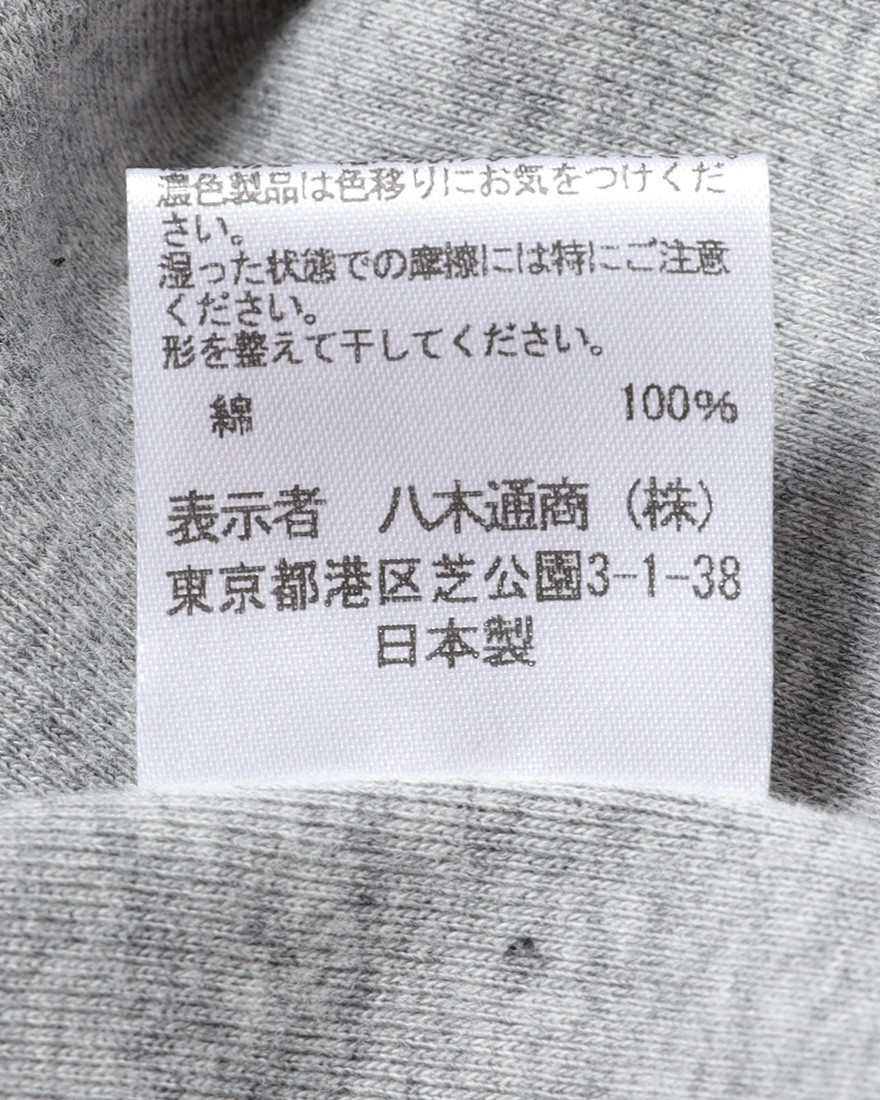 濃色製品は色移りにお気をつけくだ
さい。
湿った状態での摩擦には特にご注意
ください。
形を整えて干してください。
綿 100%
表示者 八木通商(株)
東京都港区芝公園3-1-38
日本製